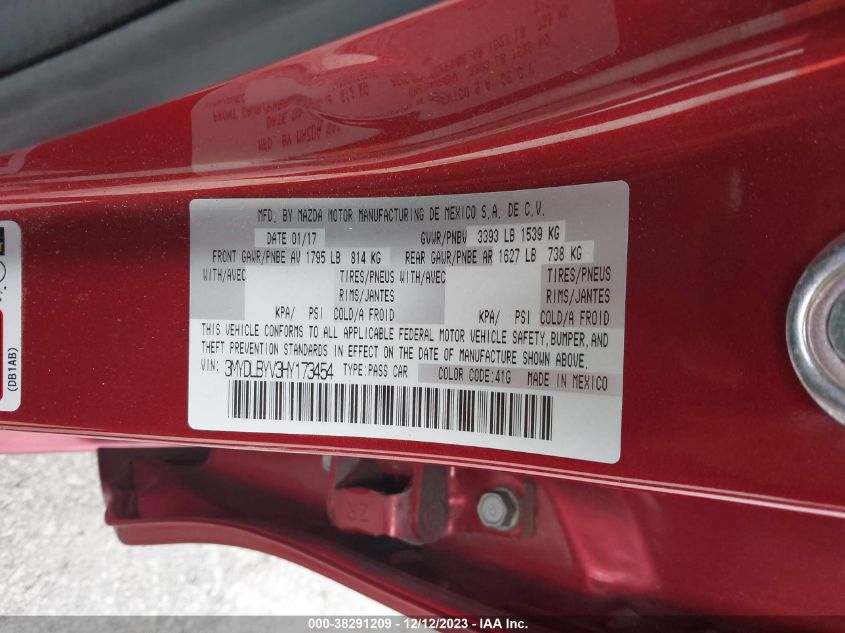 MFD. BY MAZDA MOTOR MANUFACTURING DE MEXICO S.A. DE C.V.
DATE 01/17 GVWR/PNBV 3393 LB 1539 KG
FRONT GAWR/PNBE AV 1795 LB 814 KG REAR GAWR/PNBE AR 1627 LB 738 KG
WITH/AVEC TIRES/PNEUS WITH/AVEC TIRES/PNEUS
RIMS/JANTES RIMS/JANTES
KPA/ PSI COLD/A FROID KPA/ PSI COLD/A FROID
THIS VEHICLE CONFORMS TO ALL APPLICABLE FEDERAL MOTOR VEHICLE SAFETY, BUMPER, AND
THEFT PREVENTION STANDARDS IN EFFECT ON THE DATE OF MANUFACTURE SHOWN ABOVE.
VIN: 3MYDLBYV3HY173454 TYPE:PASS CAR COLOR CODE:41G MADE IN MEXICO
(DB1AB)
000-38291209 - 12/12/2023 - IAA Inc.